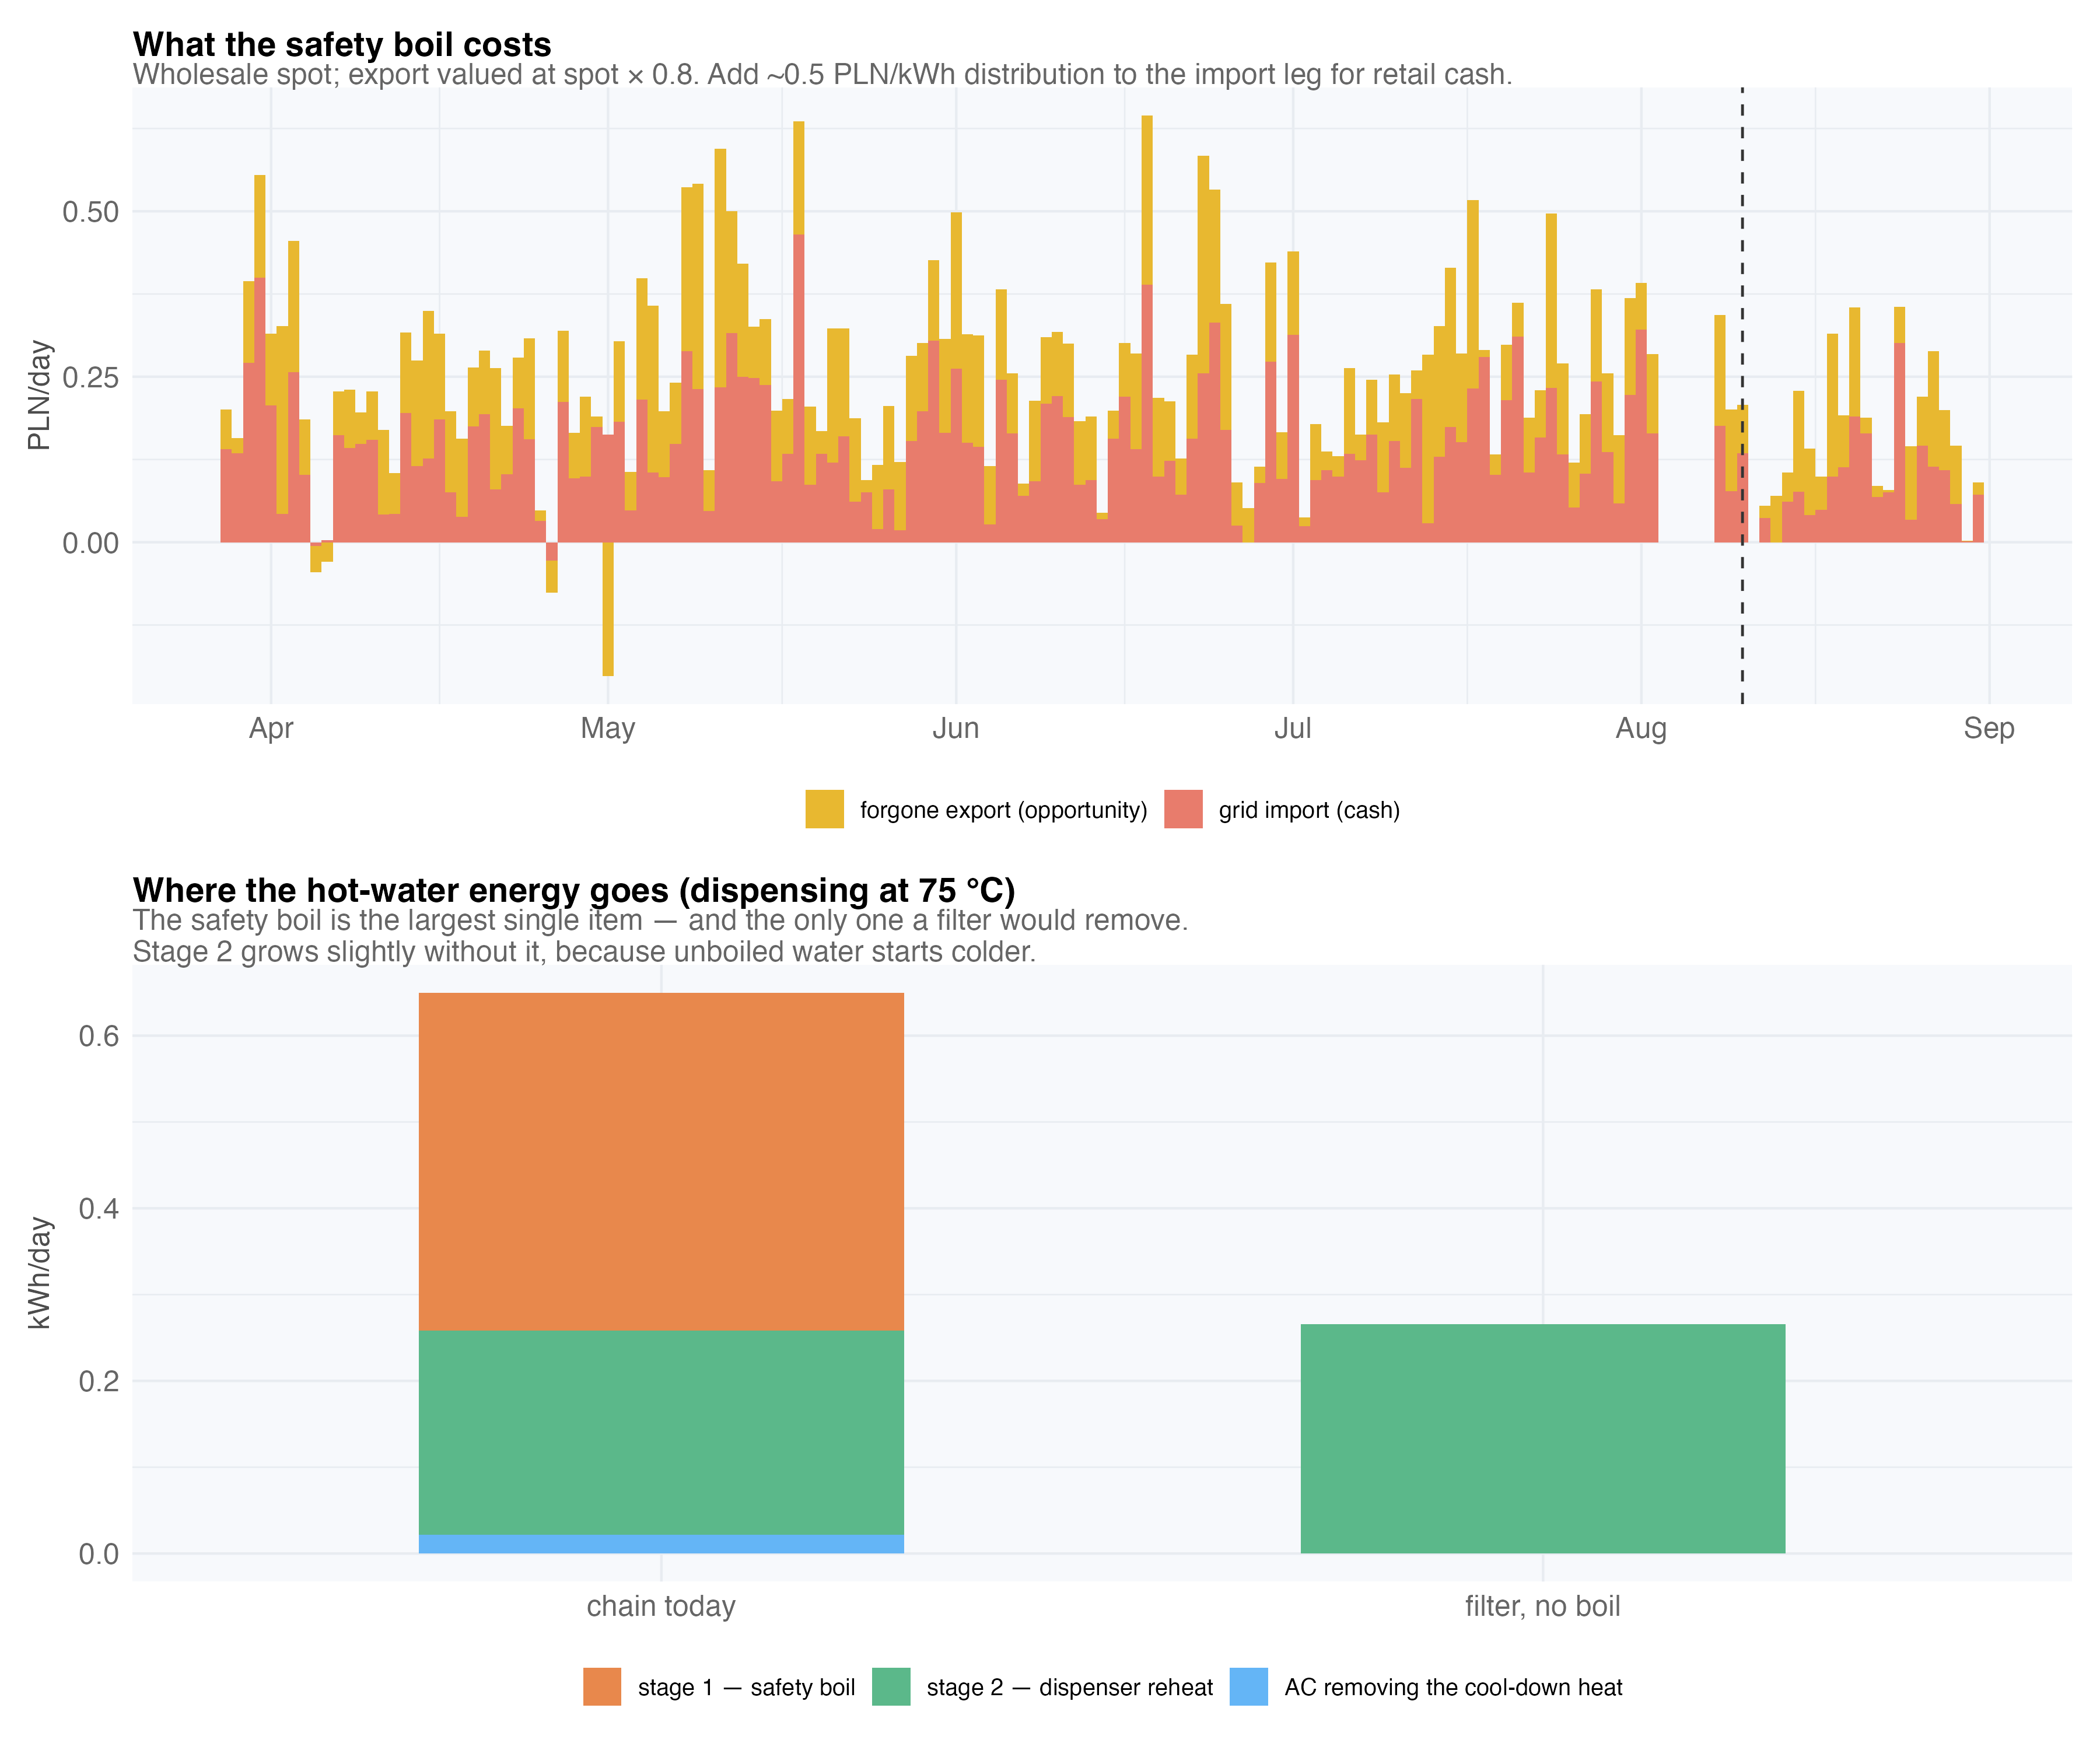 What the safety boil costs
Wholesale spot; export valued at spot × 0.8. Add ~0.5 PLN/kWh distribution to the import leg for retail cash.
PLN/day
0.50
0.25
0.00
Apr May Jun Jul Aug Sep
forgone export (opportunity) grid import (cash)
Where the hot-water energy goes (dispensing at 75 °C)
The safety boil is the largest single item — and the only one a filter would remove.
Stage 2 grows slightly without it, because unboiled water starts colder.
kWh/day
0.6
0.4
0.2
0.0
chain today filter, no boil
stage 1 — safety boil stage 2 — dispenser reheat AC removing the cool-down heat